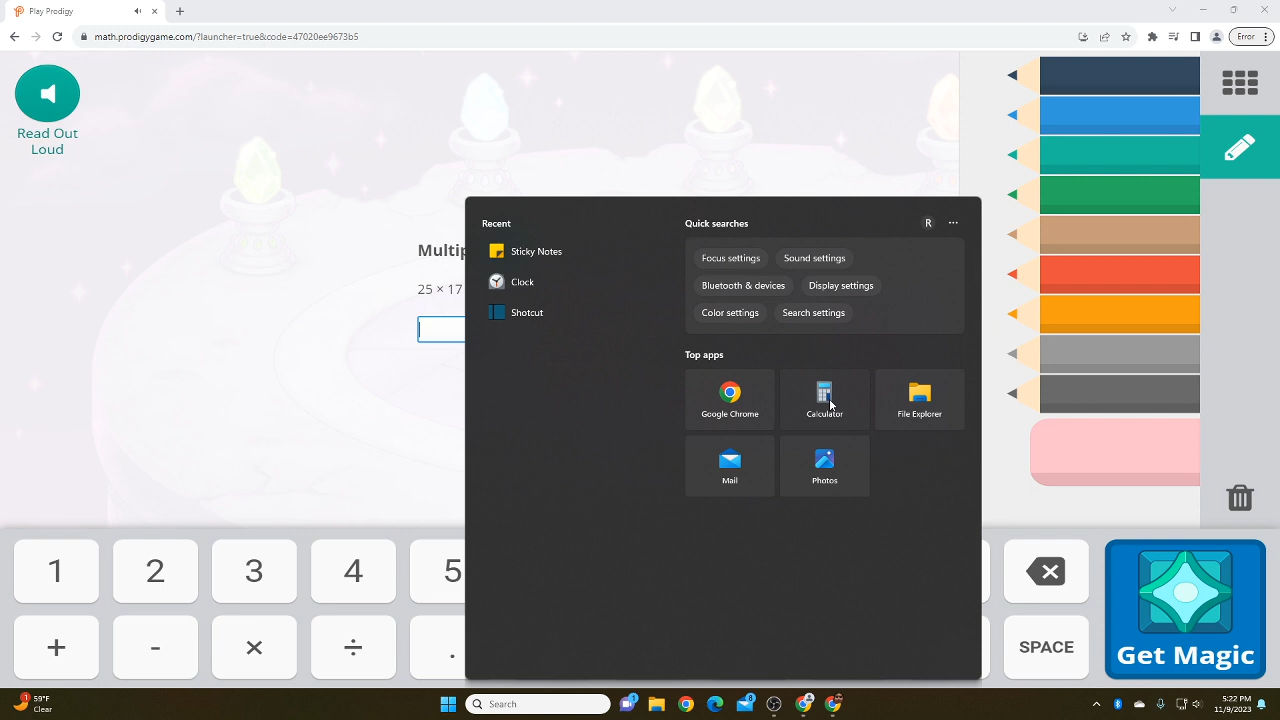 Play Prodigy
math.prodigygame.com/?launcher=true&code=47020ee9673b5
Error
Read Out
Loud
25 × 17
Recent
Sticky Notes
Clock
Shotcut
Quick searches
R
Focus settings
Sound settings
Bluetooth & devices
Display settings
Color settings
Search settings
Top apps
Google Chrome
Calculator
File Explorer
Mail
Photos
1 2 3 4 5
+ - × ÷ .
SPACE
Get Magic
1
59°F
Clear
Search
1
8
5:22 PM
11/9/2023